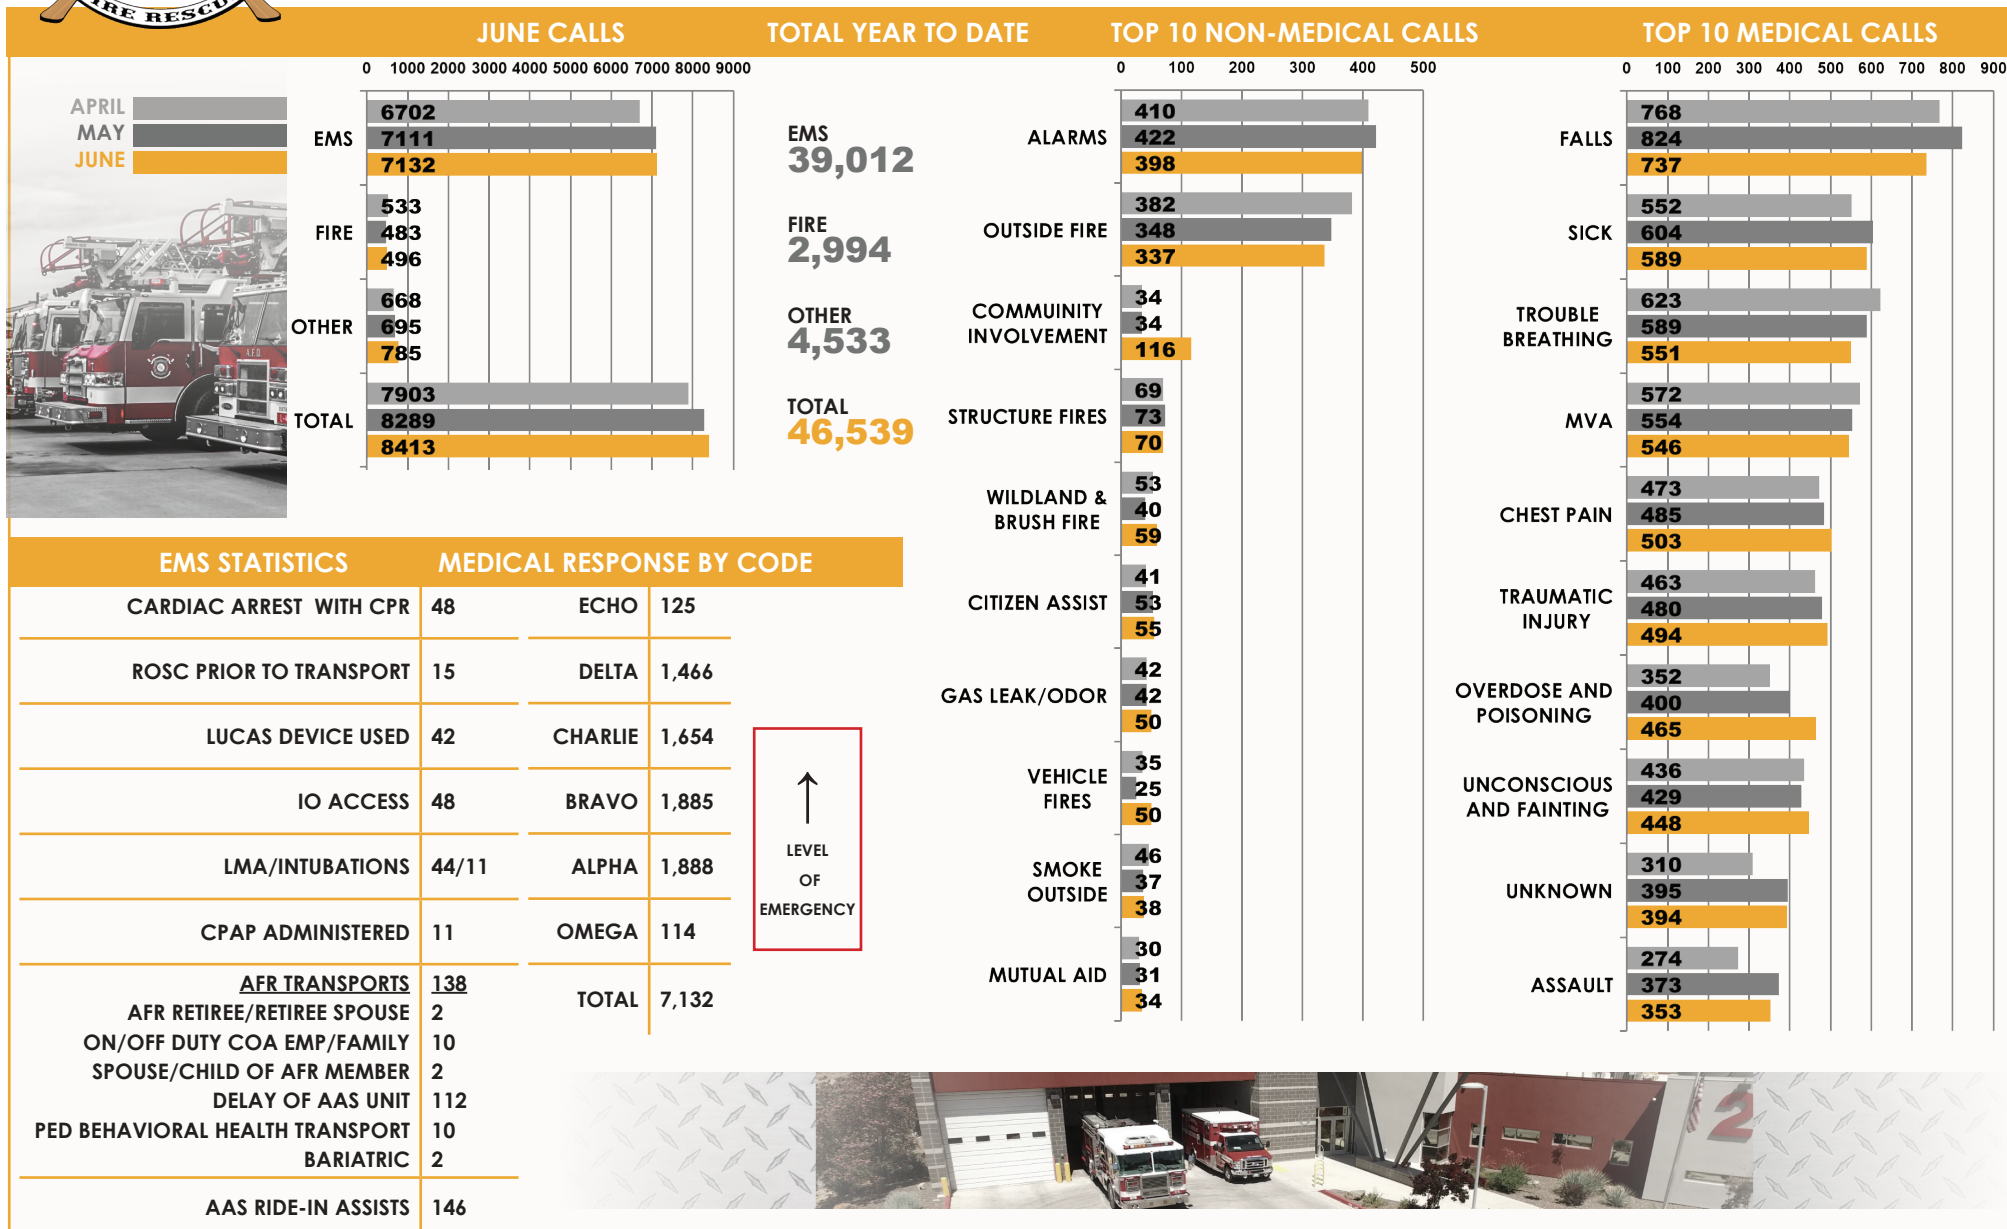 FIRE RESCUE
JUNE CALLS
TOTAL YEAR TO DATE
TOP 10 NON-MEDICAL CALLS
TOP 10 MEDICAL CALLS
APRIL
MAY
JUNE
0 1000 2000 3000 4000 5000 6000 7000 8000 9000
EMS
6702
7111
7132
FIRE
533
483
496
OTHER
668
695
785
TOTAL
7903
8289
8413
EMS
39,012
FIRE
2,994
OTHER
4,533
TOTAL
46,539
0 100 200 300 400 500
ALARMS
410
422
398
OUTSIDE FIRE
382
348
337
COMMUINITY
INVOLVEMENT
34
34
116
STRUCTURE FIRES
69
73
70
WILDLAND &
BRUSH FIRE
53
40
59
CITIZEN ASSIST
41
53
55
GAS LEAK/ODOR
42
42
50
VEHICLE
FIRES
35
25
50
SMOKE
OUTSIDE
46
37
38
MUTUAL AID
30
31
34
0 100 200 300 400 500 600 700 800 900
FALLS
768
824
737
SICK
552
604
589
TROUBLE
BREATHING
623
589
551
MVA
572
554
546
CHEST PAIN
473
485
503
TRAUMATIC
INJURY
463
480
494
OVERDOSE AND
POISONING
352
400
465
UNCONSCIOUS
AND FAINTING
436
429
448
UNKNOWN
310
395
394
ASSAULT
274
373
353
EMS STATISTICS
CARDIAC ARREST WITH CPR 48
ROSC PRIOR TO TRANSPORT 15
LUCAS DEVICE USED 42
IO ACCESS 48
LMA/INTUBATIONS 44/11
CPAP ADMINISTERED 11
AFR TRANSPORTS 138
AFR RETIREE/RETIREE SPOUSE 2
ON/OFF DUTY COA EMP/FAMILY 10
SPOUSE/CHILD OF AFR MEMBER 2
DELAY OF AAS UNIT 112
PED BEHAVIORAL HEALTH TRANSPORT 10
BARIATRIC 2
AAS RIDE-IN ASSISTS 146
MEDICAL RESPONSE BY CODE
ECHO 125
DELTA 1,466
CHARLIE 1,654
BRAVO 1,885
ALPHA 1,888
OMEGA 114
TOTAL 7,132
↑
LEVEL
OF
EMERGENCY
A.F.D.
2